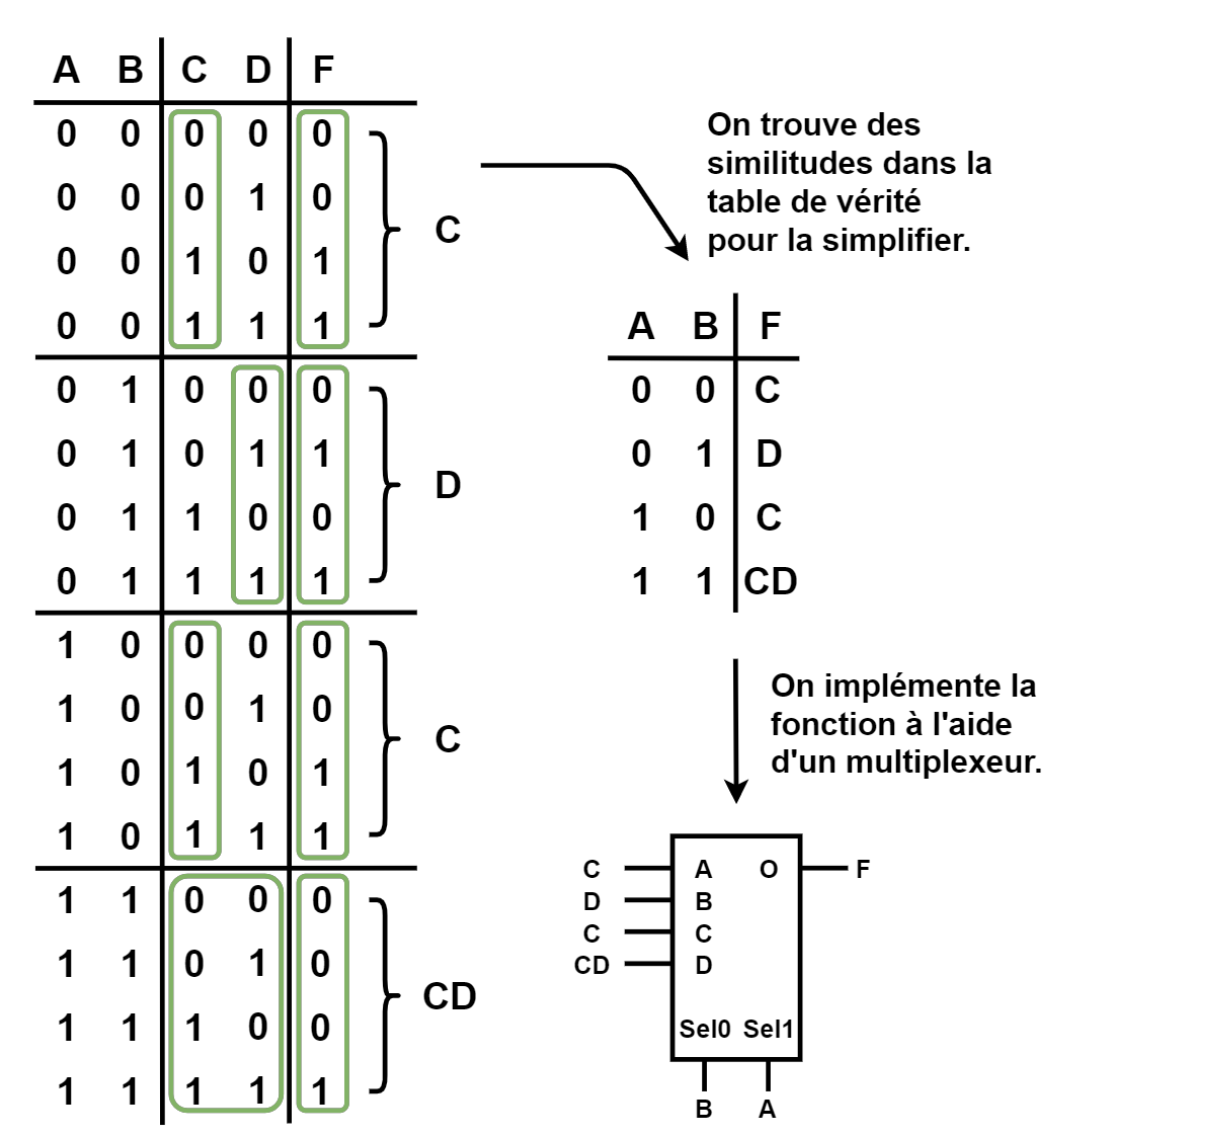 A B C D F
0 0 0 0 0
0 0 0 1 0
0 0 1 0 1
0 0 1 1 1
C
0 1 0 0 0
0 1 0 1 1
0 1 1 0 0
0 1 1 1 1
D
1 0 0 0 0
1 0 0 1 0
1 0 1 0 1
1 0 1 1 1
C
1 1 0 0 0
1 1 0 1 0
1 1 1 0 0
1 1 1 1 1
CD
On trouve des
similitudes dans la
table de vérité
pour la simplifier.
A B F
0 0 C
0 1 D
1 0 C
1 1 CD
On implémente la
fonction à l'aide
d'un multiplexeur.
C A O F
D B
C C
CD D
Sel0 Sel1
B A